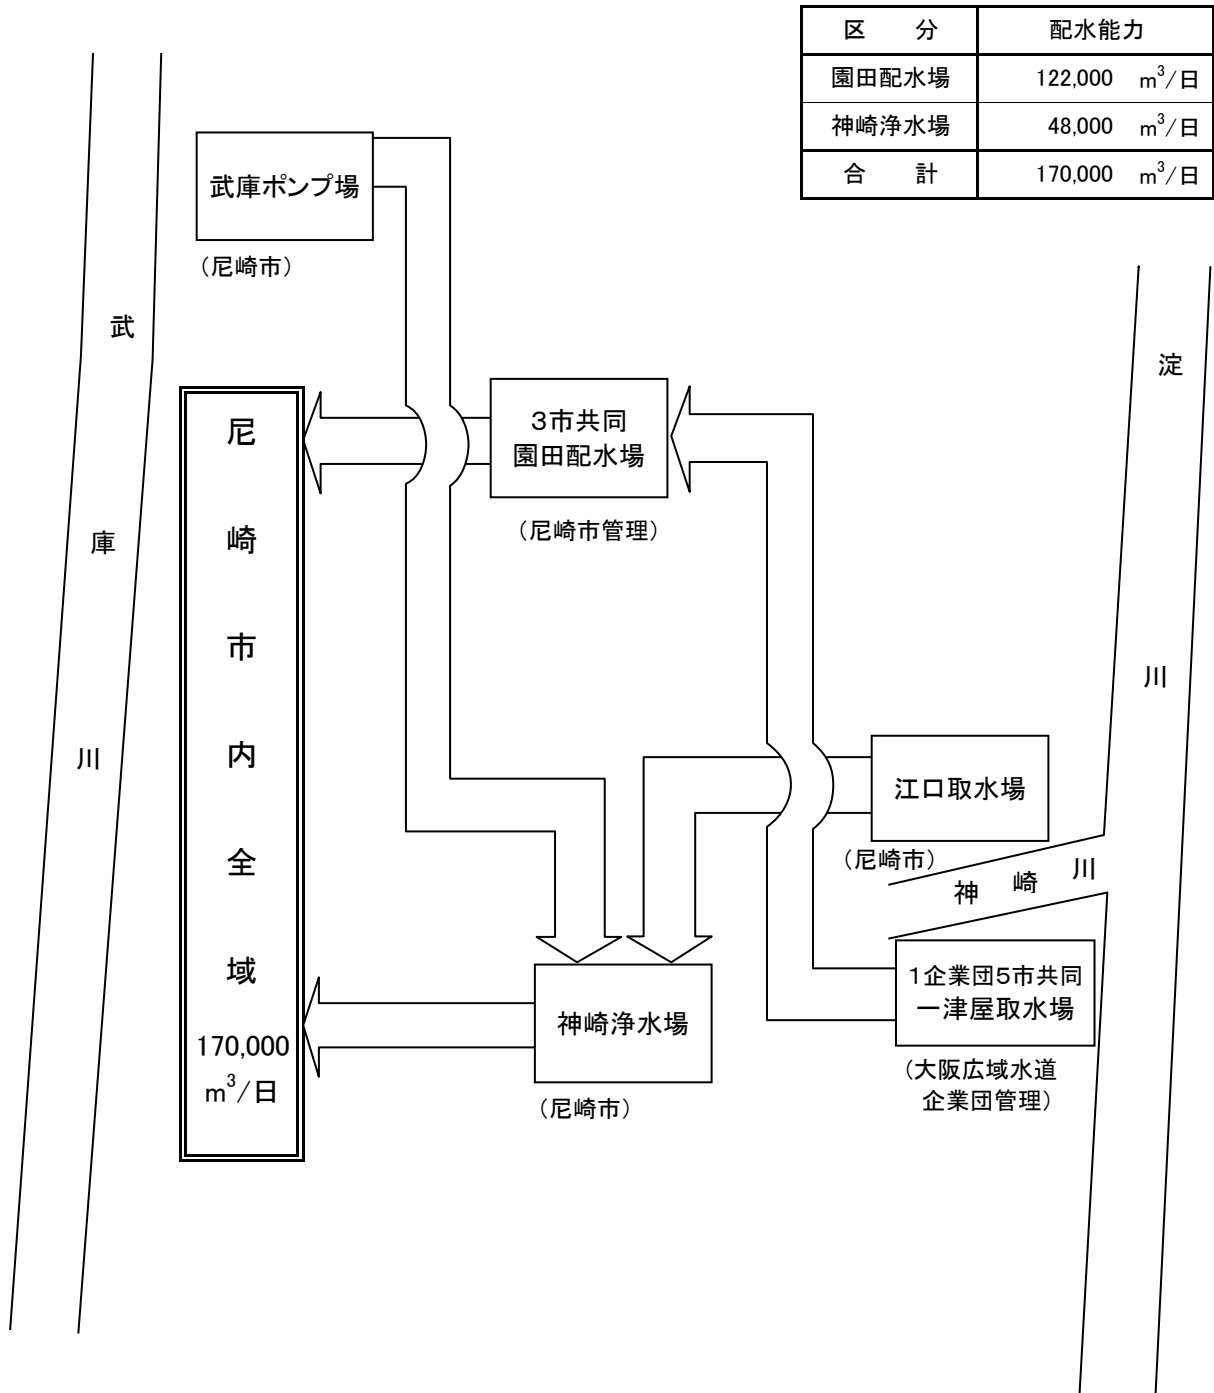 区　　分　配水能力
園田配水場　122,000　m³/日
神崎浄水場　48,000　m³/日
合　　計　170,000　m³/日
武庫ポンプ場
（尼崎市）
武
庫
川
淀
川
尼
崎
市
内
全
域
170,000
m³/日
３市共同
園田配水場
（尼崎市管理）
江口取水場
（尼崎市）
神　崎　川
１企業団５市共同
一津屋取水場
（大阪広域水道
企業団管理）
神崎浄水場
（尼崎市）